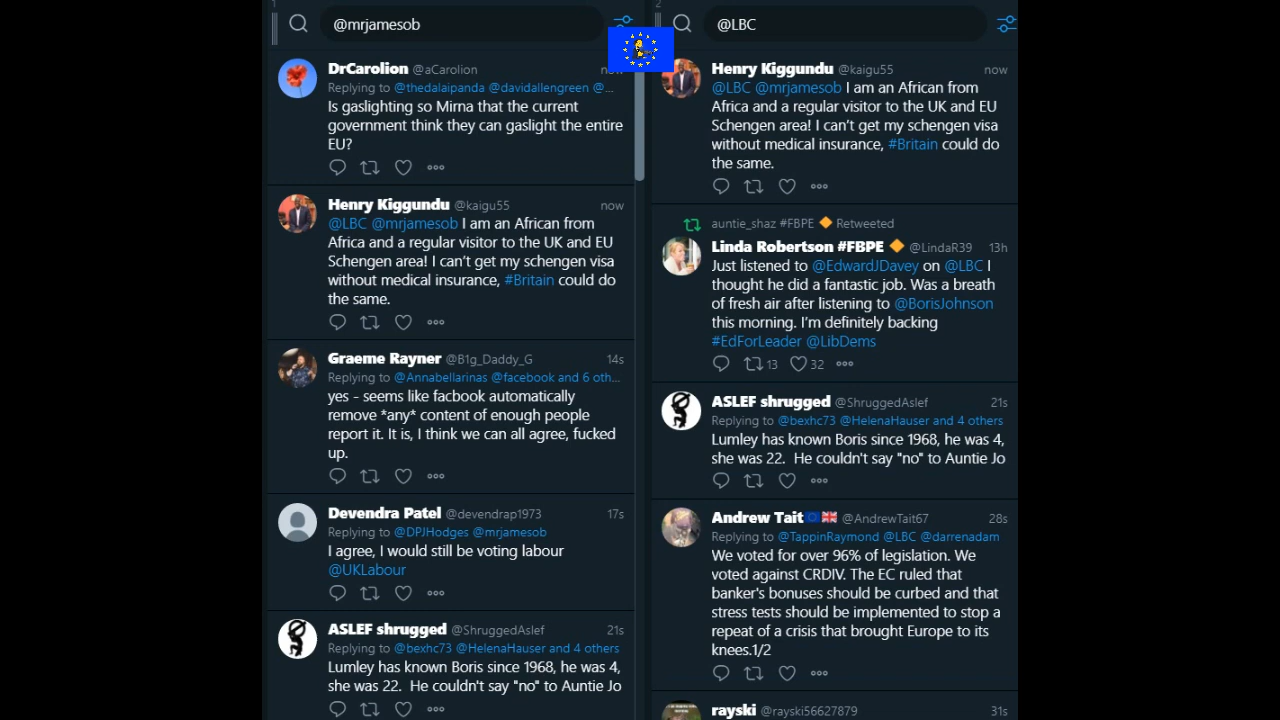 1
@mrjamesob
DrCarolion @aCarolion now
Replying to @thedalaipanda @davidallengreen @...
Is gaslighting so Mirna that the current
government think they can gaslight the entire
EU?
Henry Kiggundu @kaigu55 now
@LBC @mrjamesob I am an African from
Africa and a regular visitor to the UK and EU
Schengen area! I can't get my schengen visa
without medical insurance, #Britain could do
the same.
Graeme Rayner @B1g_Daddy_G 14s
Replying to @Annabellarinas @facebook and 6 oth...
yes - seems like facbook automatically
remove *any* content of enough people
report it. It is, I think we can all agree, fucked
up.
Devendra Patel @devendrap1973 17s
Replying to @DPJHodges @mrjamesob
I agree, I would still be voting labour
@UKLabour
ASLEF shrugged @ShruggedAslef 21s
Replying to @bexhc73 @HelenaHauser and 4 others
Lumley has known Boris since 1968, he was 4,
she was 22. He couldn't say "no" to Auntie Jo
2
@LBC
Henry Kiggundu @kaigu55 now
@LBC @mrjamesob I am an African from
Africa and a regular visitor to the UK and EU
Schengen area! I can't get my schengen visa
without medical insurance, #Britain could do
the same.
auntie_shaz #FBPE 🔶 Retweeted
Linda Robertson #FBPE 🔶 @LindaR39 13h
Just listened to @EdwardJDavey on @LBC I
thought he did a fantastic job. Was a breath
of fresh air after listening to @BorisJohnson
this morning. I'm definitely backing
#EdForLeader @LibDems
13 32
ASLEF shrugged @ShruggedAslef 21s
Replying to @bexhc73 @HelenaHauser and 4 others
Lumley has known Boris since 1968, he was 4,
she was 22. He couldn't say "no" to Auntie Jo
Andrew Tait🇪🇺🇬🇧 @AndrewTait67 28s
Replying to @TappinRaymond @LBC @darrenadam
We voted for over 96% of legislation. We
voted against CRDIV. The EC ruled that
banker's bonuses should be curbed and that
stress tests should be implemented to stop a
repeat of a crisis that brought Europe to its
knees.1/2
rayski @rayski56627879 31s